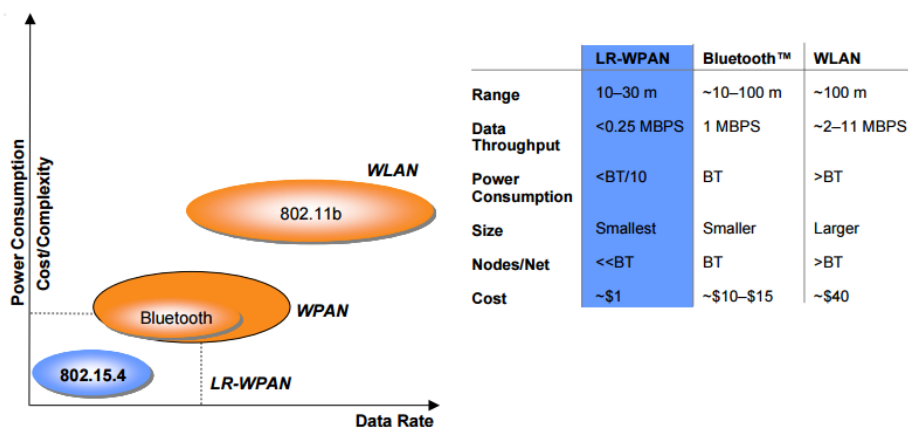 Power Consumption
Cost/Complexity
WLAN
802.11b
WPAN
Bluetooth
802.15.4
LR-WPAN
Data Rate
LR-WPAN Bluetooth™ WLAN
Range 10–30 m ~10–100 m ~100 m
Data
Throughput <0.25 MBPS 1 MBPS ~2–11 MBPS
Power
Consumption <BT/10 BT >BT
Size Smallest Smaller Larger
Nodes/Net <<BT BT >BT
Cost ~$1 ~$10–$15 ~$40